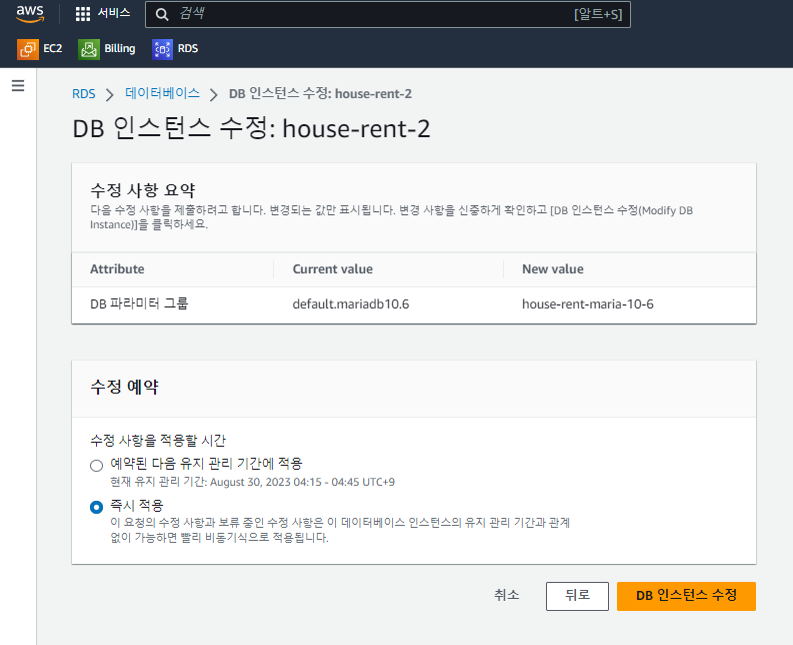 aws
서비스
검색
[알트+S]
EC2
Billing
RDS
RDS > 데이터베이스 > DB 인스턴스 수정: house-rent-2
DB 인스턴스 수정: house-rent-2
수정 사항 요약
다음 수정 사항을 제출하려고 합니다. 변경되는 값만 표시됩니다. 변경 사항을 신중하게 확인하고 [DB 인스턴스 수정(Modify DB
Instance)]을 클릭하세요.
Attribute Current value New value
DB 파라미터 그룹 default.mariadb10.6 house-rent-maria-10-6
수정 예약
수정 사항을 적용할 시간
예약된 다음 유지 관리 기간에 적용
현재 유지 관리 기간: August 30, 2023 04:15 - 04:45 UTC+9
즉시 적용
이 요청의 수정 사항과 보류 중인 수정 사항은 이 데이터베이스 인스턴스의 유지 관리 기간과 관계
없이 가능하면 빨리 비동기식으로 적용됩니다.
취소
뒤로
DB 인스턴스 수정